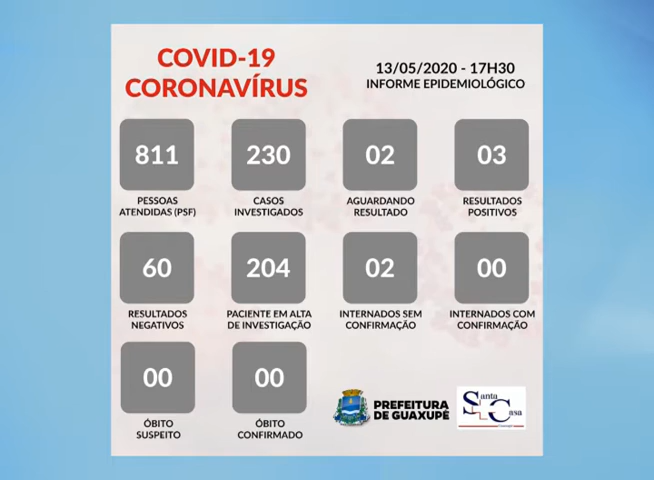 COVID-19
CORONAVÍRUS
13/05/2020 - 17H30
INFORME EPIDEMIOLÓGICO
811
230
02
03
PESSOAS
ATENDIDAS (PSF)
CASOS
INVESTIGADOS
AGUARDANDO
RESULTADO
RESULTADOS
POSITIVOS
60
204
02
00
RESULTADOS
NEGATIVOS
PACIENTE EM ALTA
DE INVESTIGAÇÃO
INTERNADOS SEM
CONFIRMAÇÃO
INTERNADOS COM
CONFIRMAÇÃO
00
00
ÓBITO
SUSPEITO
ÓBITO
CONFIRMADO
PREFEITURA
DE GUAXUPÉ
Santa
Casa